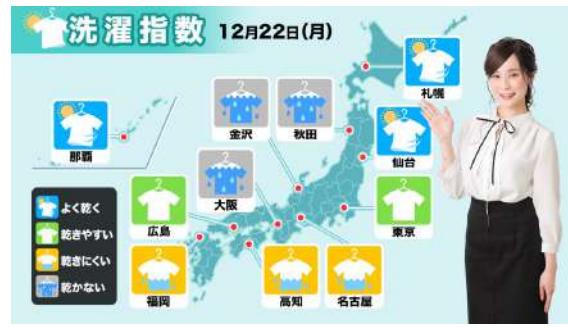 洗濯指数 12月22日(月)
札幌
金沢
秋田
那覇
仙台
大阪
広島
東京
福岡
高知
名古屋
よく乾く
乾きやすい
乾きにくい
乾かない